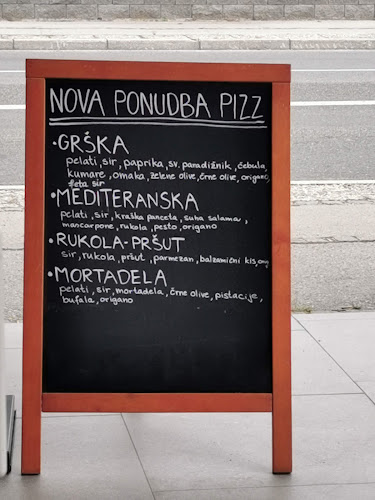 NOVA PONUDBA PIZZ
• GRŠKA
pelati, sir, paprika, sv. paradižnik, čebula,
kumare, omaka, zelene olive, črne olive, origano,
feta sir
• MEDITERANSKA
pelati, sir, kraška panceta, suha salama,
mascarpone, rukola, pesto, origano
• RUKOLA-PRŠUT
sir, rukola, pršut, parmezan, balzamični kis,
• MORTADELA
pelati, sir, mortadela, črne olive, pistacije,
bufala, origano